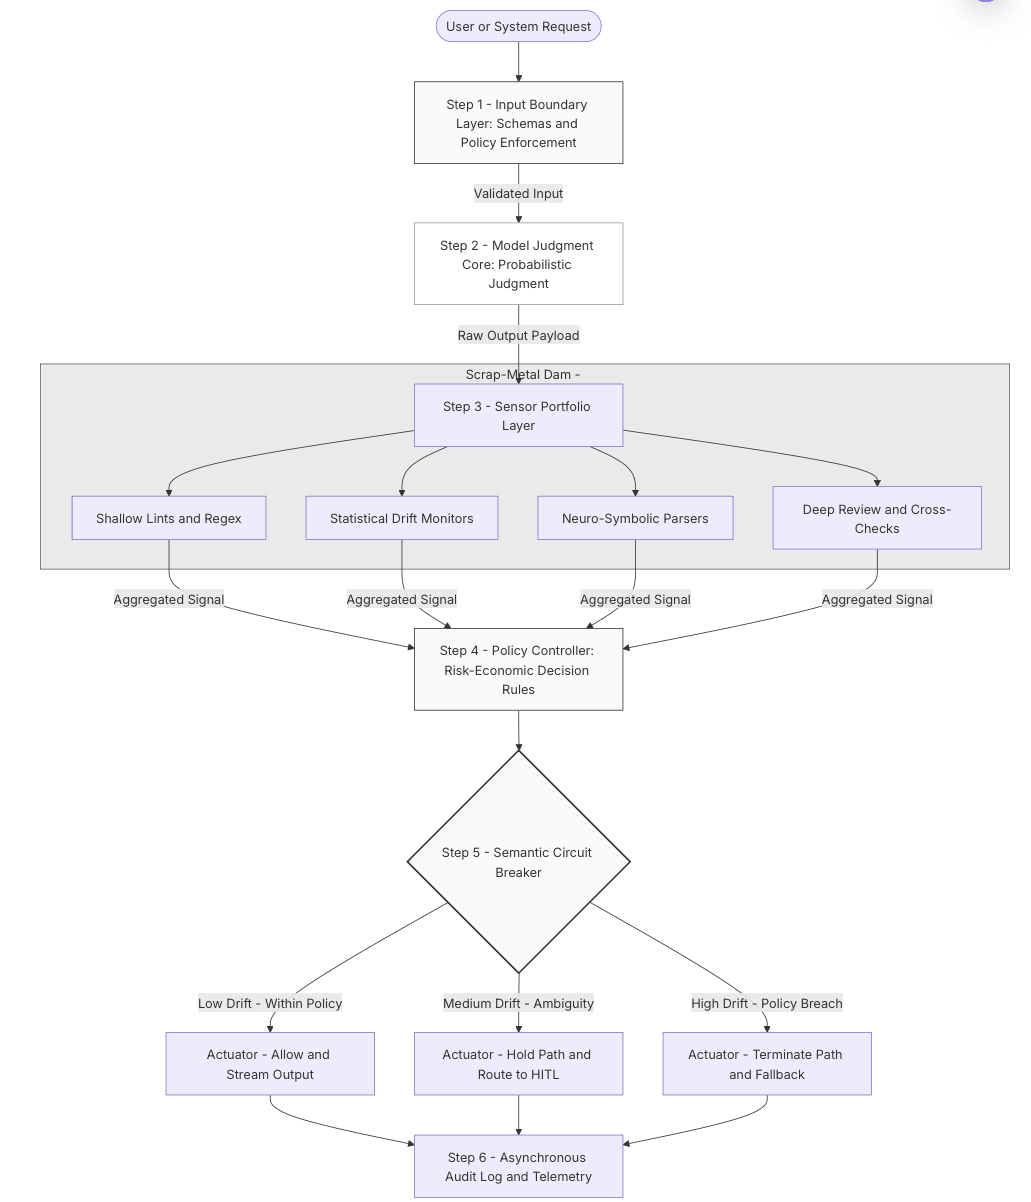 User or System Request
Step 1 - Input Boundary
Layer: Schemas and
Policy Enforcement
Validated Input
Step 2 - Model Judgment
Core: Probabilistic
Judgment
Raw Output Payload
Scrap-Metal Dam -
Step 3 - Sensor Portfolio
Layer
Shallow Lints and Regex
Statistical Drift Monitors
Neuro-Symbolic Parsers
Deep Review and Cross-
Checks
Aggregated Signal
Aggregated Signal
Aggregated Signal
Aggregated Signal
Step 4 - Policy Controller:
Risk-Economic Decision
Rules
Step 5 - Semantic Circuit
Breaker
Low Drift - Within Policy
Medium Drift - Ambiguity
High Drift - Policy Breach
Actuator - Allow and
Stream Output
Actuator - Hold Path and
Route to HITL
Actuator - Terminate Path
and Fallback
Step 6 - Asynchronous
Audit Log and Telemetry